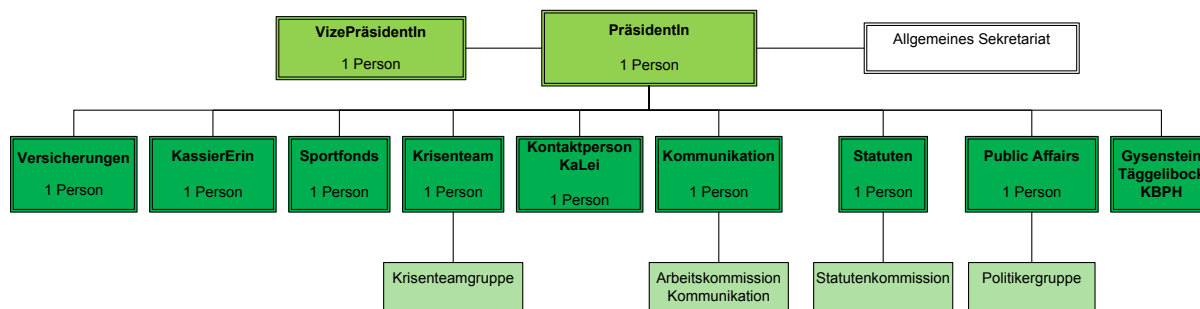 VizePräsidentIn
1 Person
PräsidentIn
1 Person
Allgemeines Sekretariat
Versicherungen
1 Person
KassierErin
1 Person
Sportfonds
1 Person
Krisenteam
1 Person
Kontaktperson
KaLei
1 Person
Kommunikation
1 Person
Statuten
1 Person
Public Affairs
1 Person
Gysenstein
Täggelibock
KBPH
Krisenteamgruppe
Arbeitskommission
Kommunikation
Statutenkommission
Politikergruppe